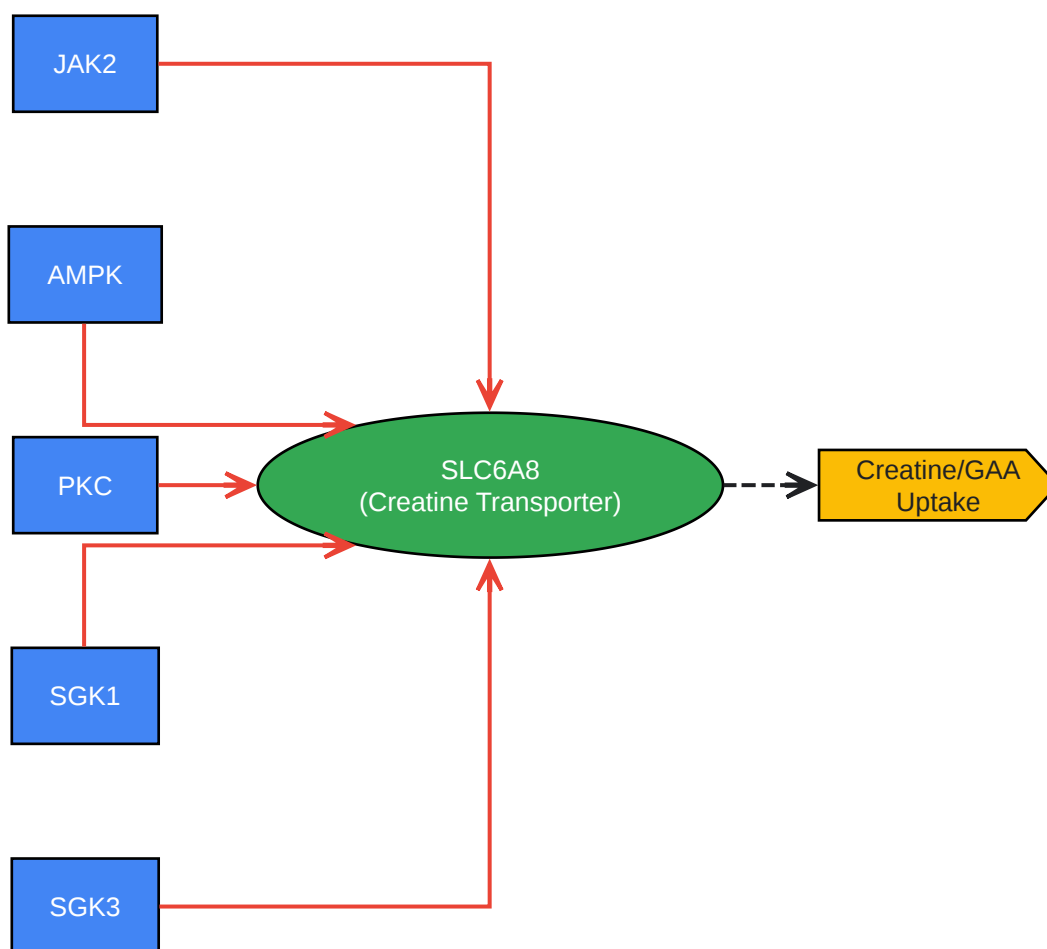 JAK2
AMPK
PKC
SLC6A8
(Creatine Transporter)
Creatine/GAA
Uptake
SGK1
SGK3